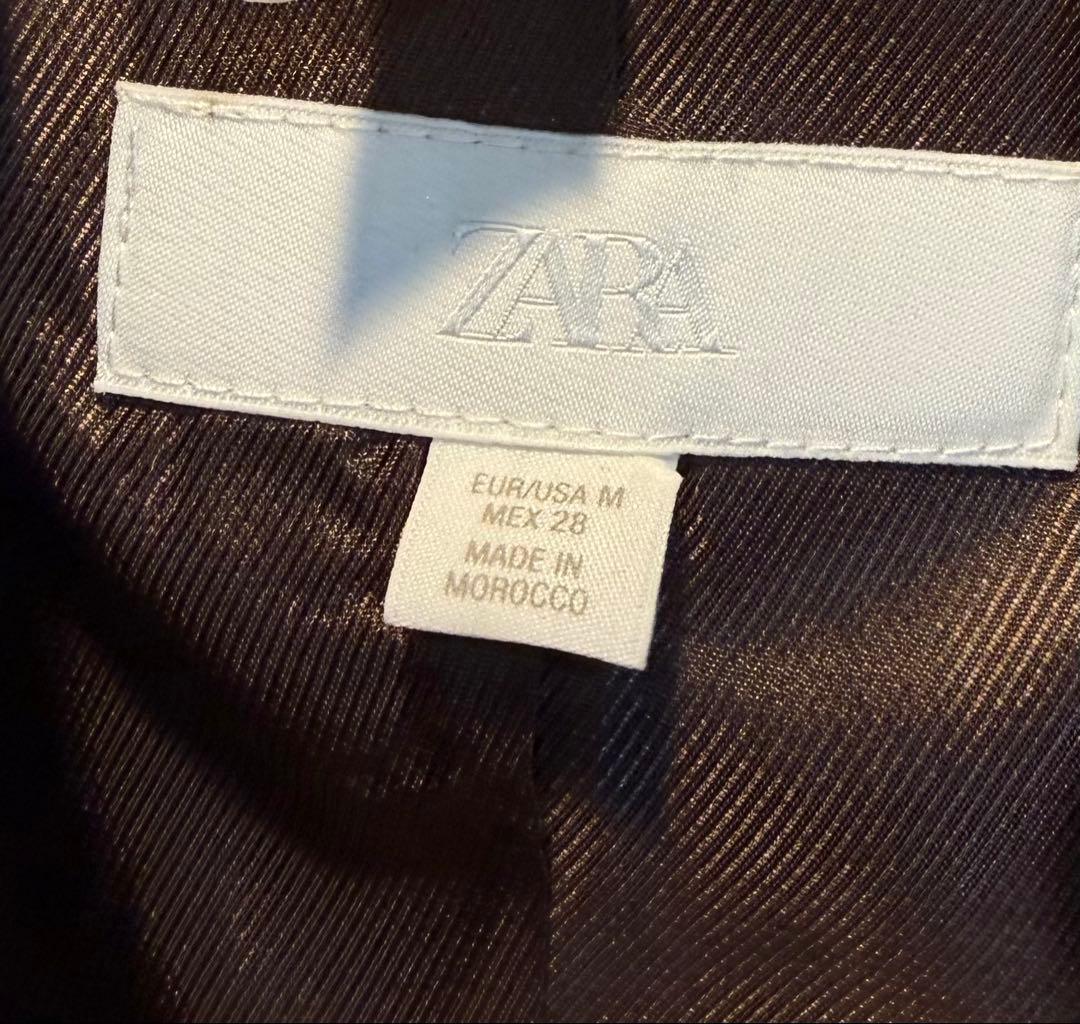 ZARA
EUR/USA M
MEX 28
MADE IN
MOROCCO